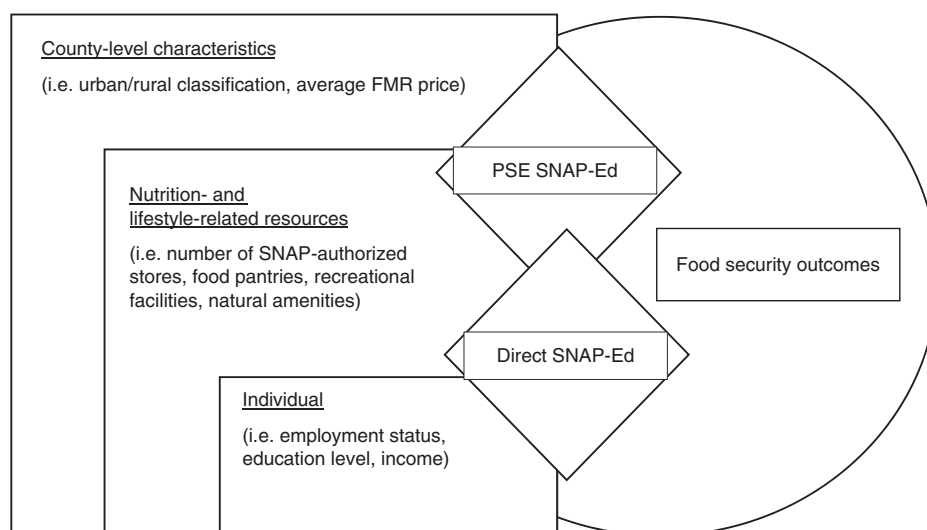 County-level characteristics
(i.e. urban/rural classification, average FMR price)
PSE SNAP-Ed
Nutrition- and
lifestyle-related resources
(i.e. number of SNAP-authorized
stores, food pantries, recreational
facilities, natural amenities)
Food security outcomes
Direct SNAP-Ed
Individual
(i.e. employment status,
education level, income)